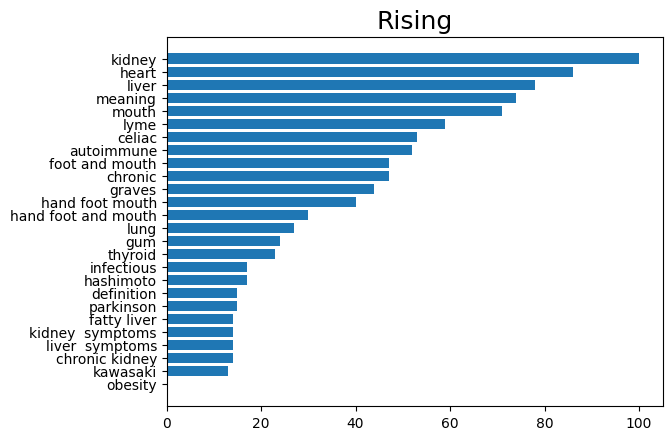 Rising
kidney
heart
liver
meaning
mouth
lyme
celiac
autoimmune
foot and mouth
chronic
graves
hand foot mouth
hand foot and mouth
lung
gum
thyroid
infectious
hashimoto
definition
parkinson
fatty liver
kidney  symptoms
liver  symptoms
chronic kidney
kawasaki
obesity
0 20 40 60 80 100